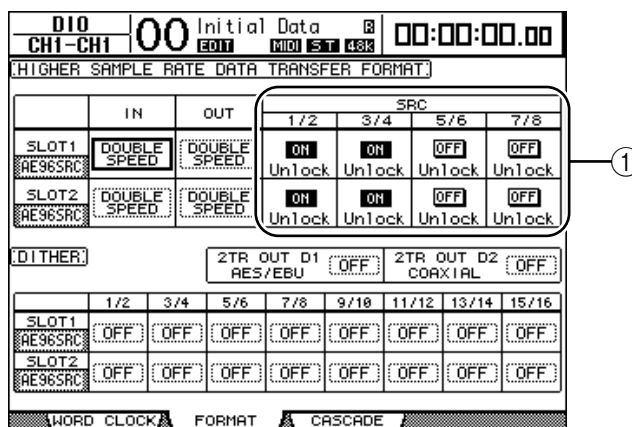 DIO
CH1-CH1
00
Initial Data R
EDIT MIDI S T 48K
00:00:00.00
HIGHER SAMPLE RATE DATA TRANSFER FORMAT
IN OUT SRC
1/2 3/4 5/6 7/8
SLOT1
AE96SRC
DOUBLE SPEED DOUBLE SPEED ON ON OFF OFF
Unlock Unlock Unlock Unlock
SLOT2
AE96SRC
DOUBLE SPEED DOUBLE SPEED ON ON OFF OFF
Unlock Unlock Unlock Unlock
1
DITHER
2TR OUT D1 AES/EBU OFF 2TR OUT D2 COAXIAL OFF
1/2 3/4 5/6 7/8 9/10 11/12 13/14 15/16
SLOT1
AE96SRC
OFF OFF OFF OFF OFF OFF OFF OFF
SLOT2
AE96SRC
OFF OFF OFF OFF OFF OFF OFF OFF
WORD CLOCK FORMAT CASCADE